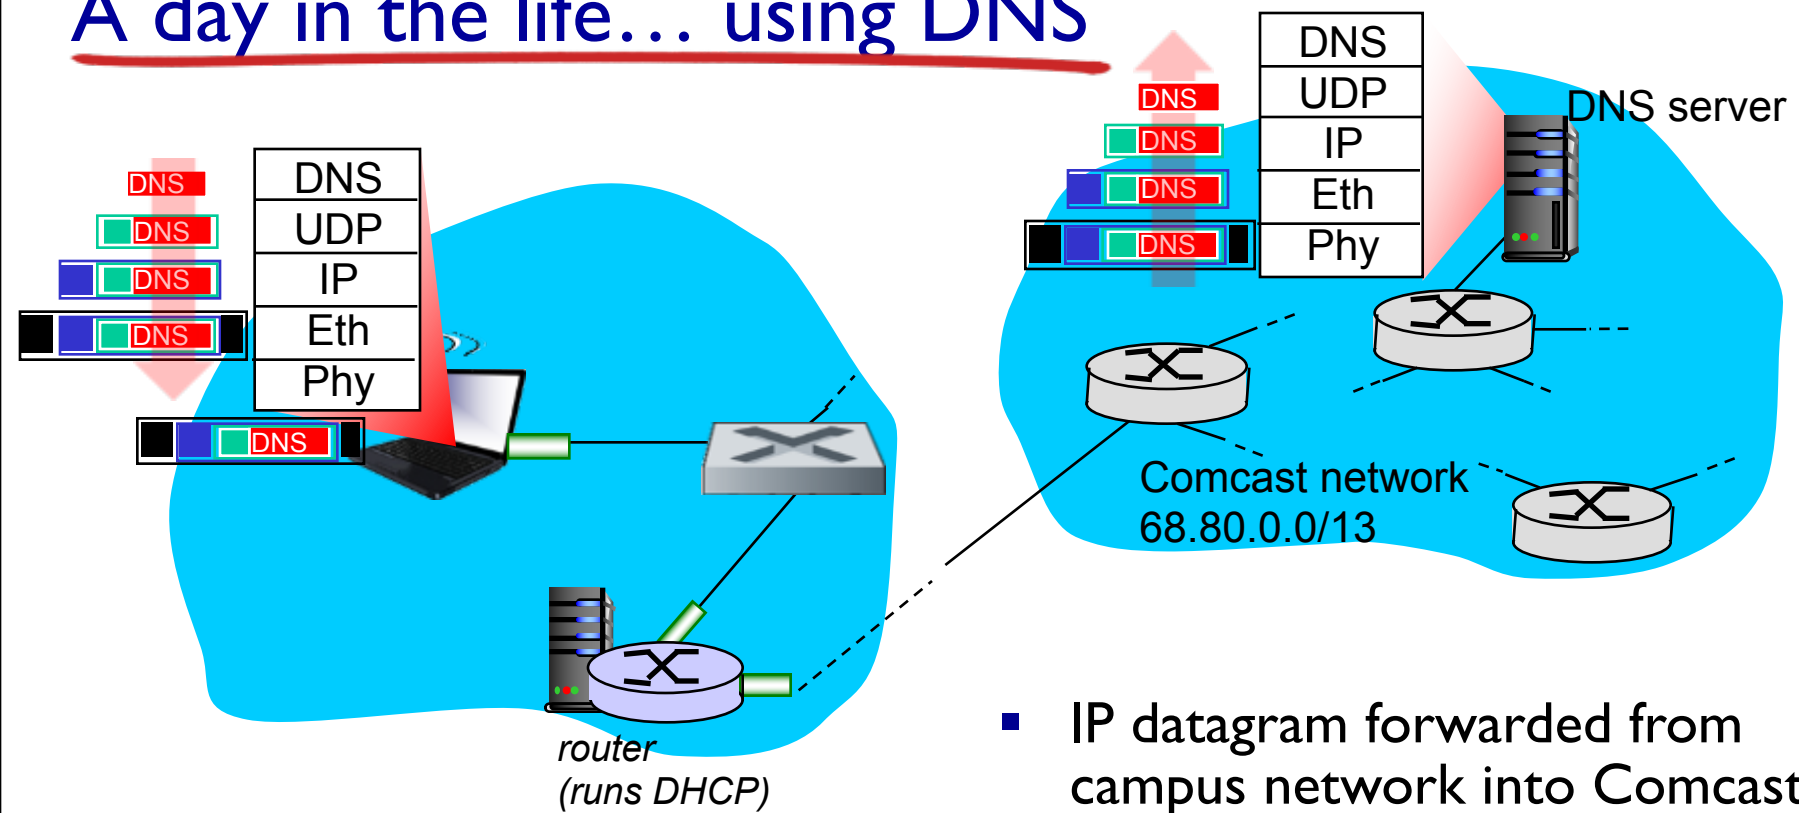 A day in the life… using DNS
DNS
UDP
IP
Eth
Phy
DNS
DNS
DNS
DNS
DNS
DNS
UDP
IP
Eth
Phy
DNS
DNS
DNS
DNS
DNS server
Comcast network
68.80.0.0/13
router
(runs DHCP)
▪ IP datagram forwarded from
campus network into Comcast